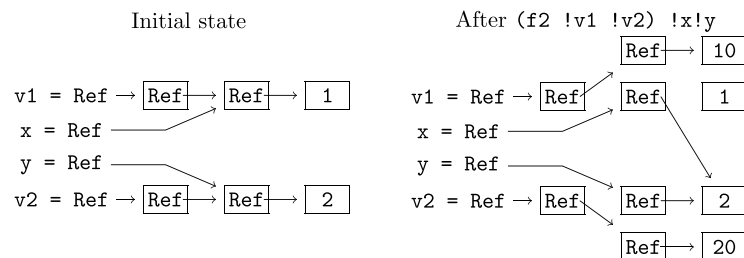 Initial state
v1 = Ref Ref Ref 1
x = Ref
y = Ref
v2 = Ref Ref Ref 2
After (f2 !v1 !v2) !x!y
Ref 10
v1 = Ref Ref Ref 1
x = Ref
y = Ref
v2 = Ref Ref Ref 2
Ref 20